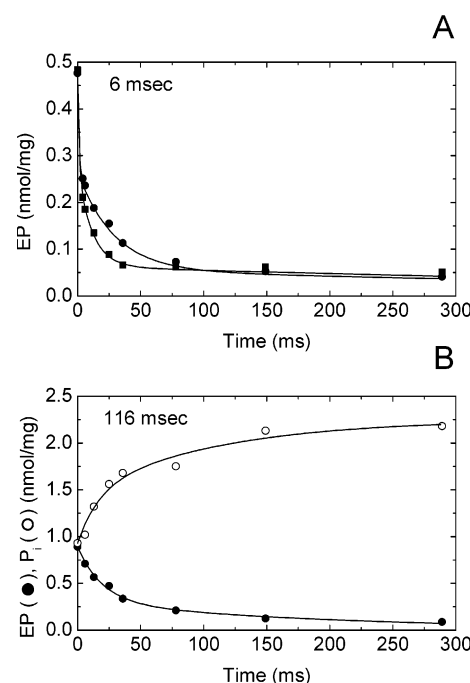 A
6 msec
EP (nmol/mg)
0.5
0.4
0.3
0.2
0.1
0.0
0 50 100 150 200 250 300
Time (ms)
B
116 msec
EP ( ● ), Pi ( ○ ) (nmol/mg)
2.5
2.0
1.5
1.0
0.5
0.0
0 50 100 150 200 250 300
Time (ms)